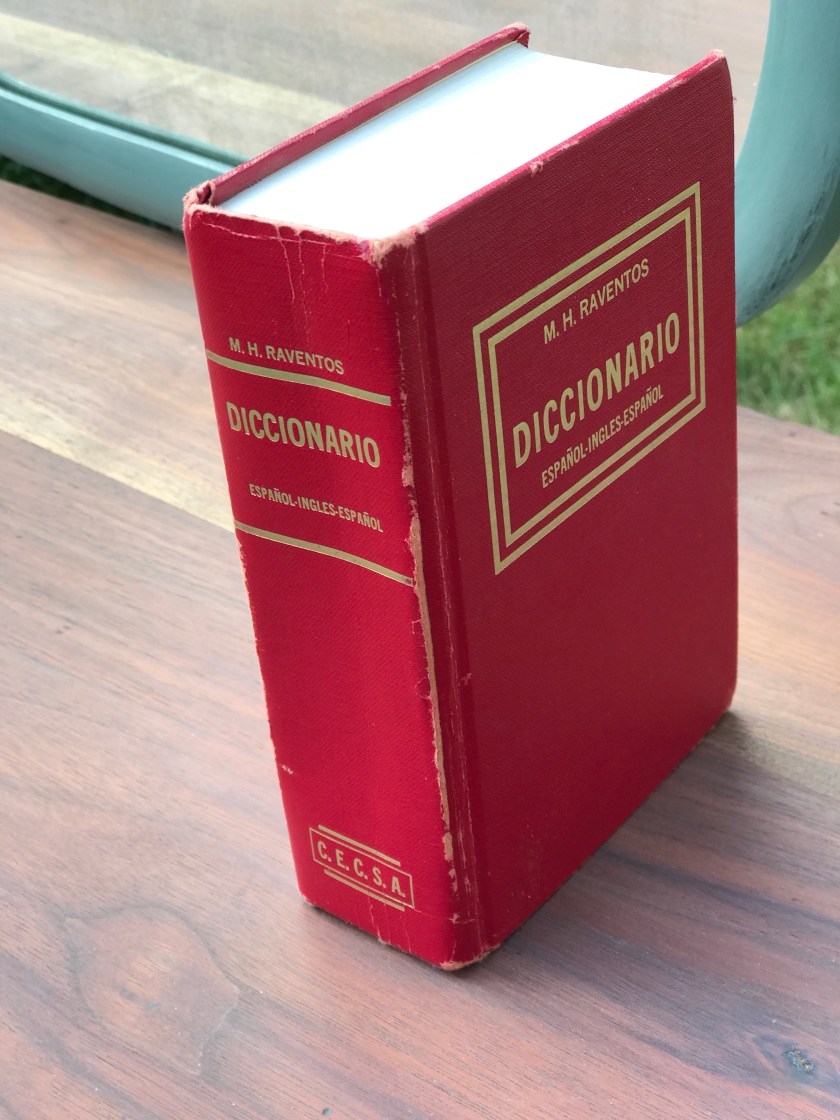 M. H. RAVENTOS
DICCIONARIO
ESPAÑOL-INGLES-ESPAÑOL
C. E. C. S. A.
M. H. RAVENTOS
DICCIONARIO
ESPAÑOL-INGLES-ESPAÑOL